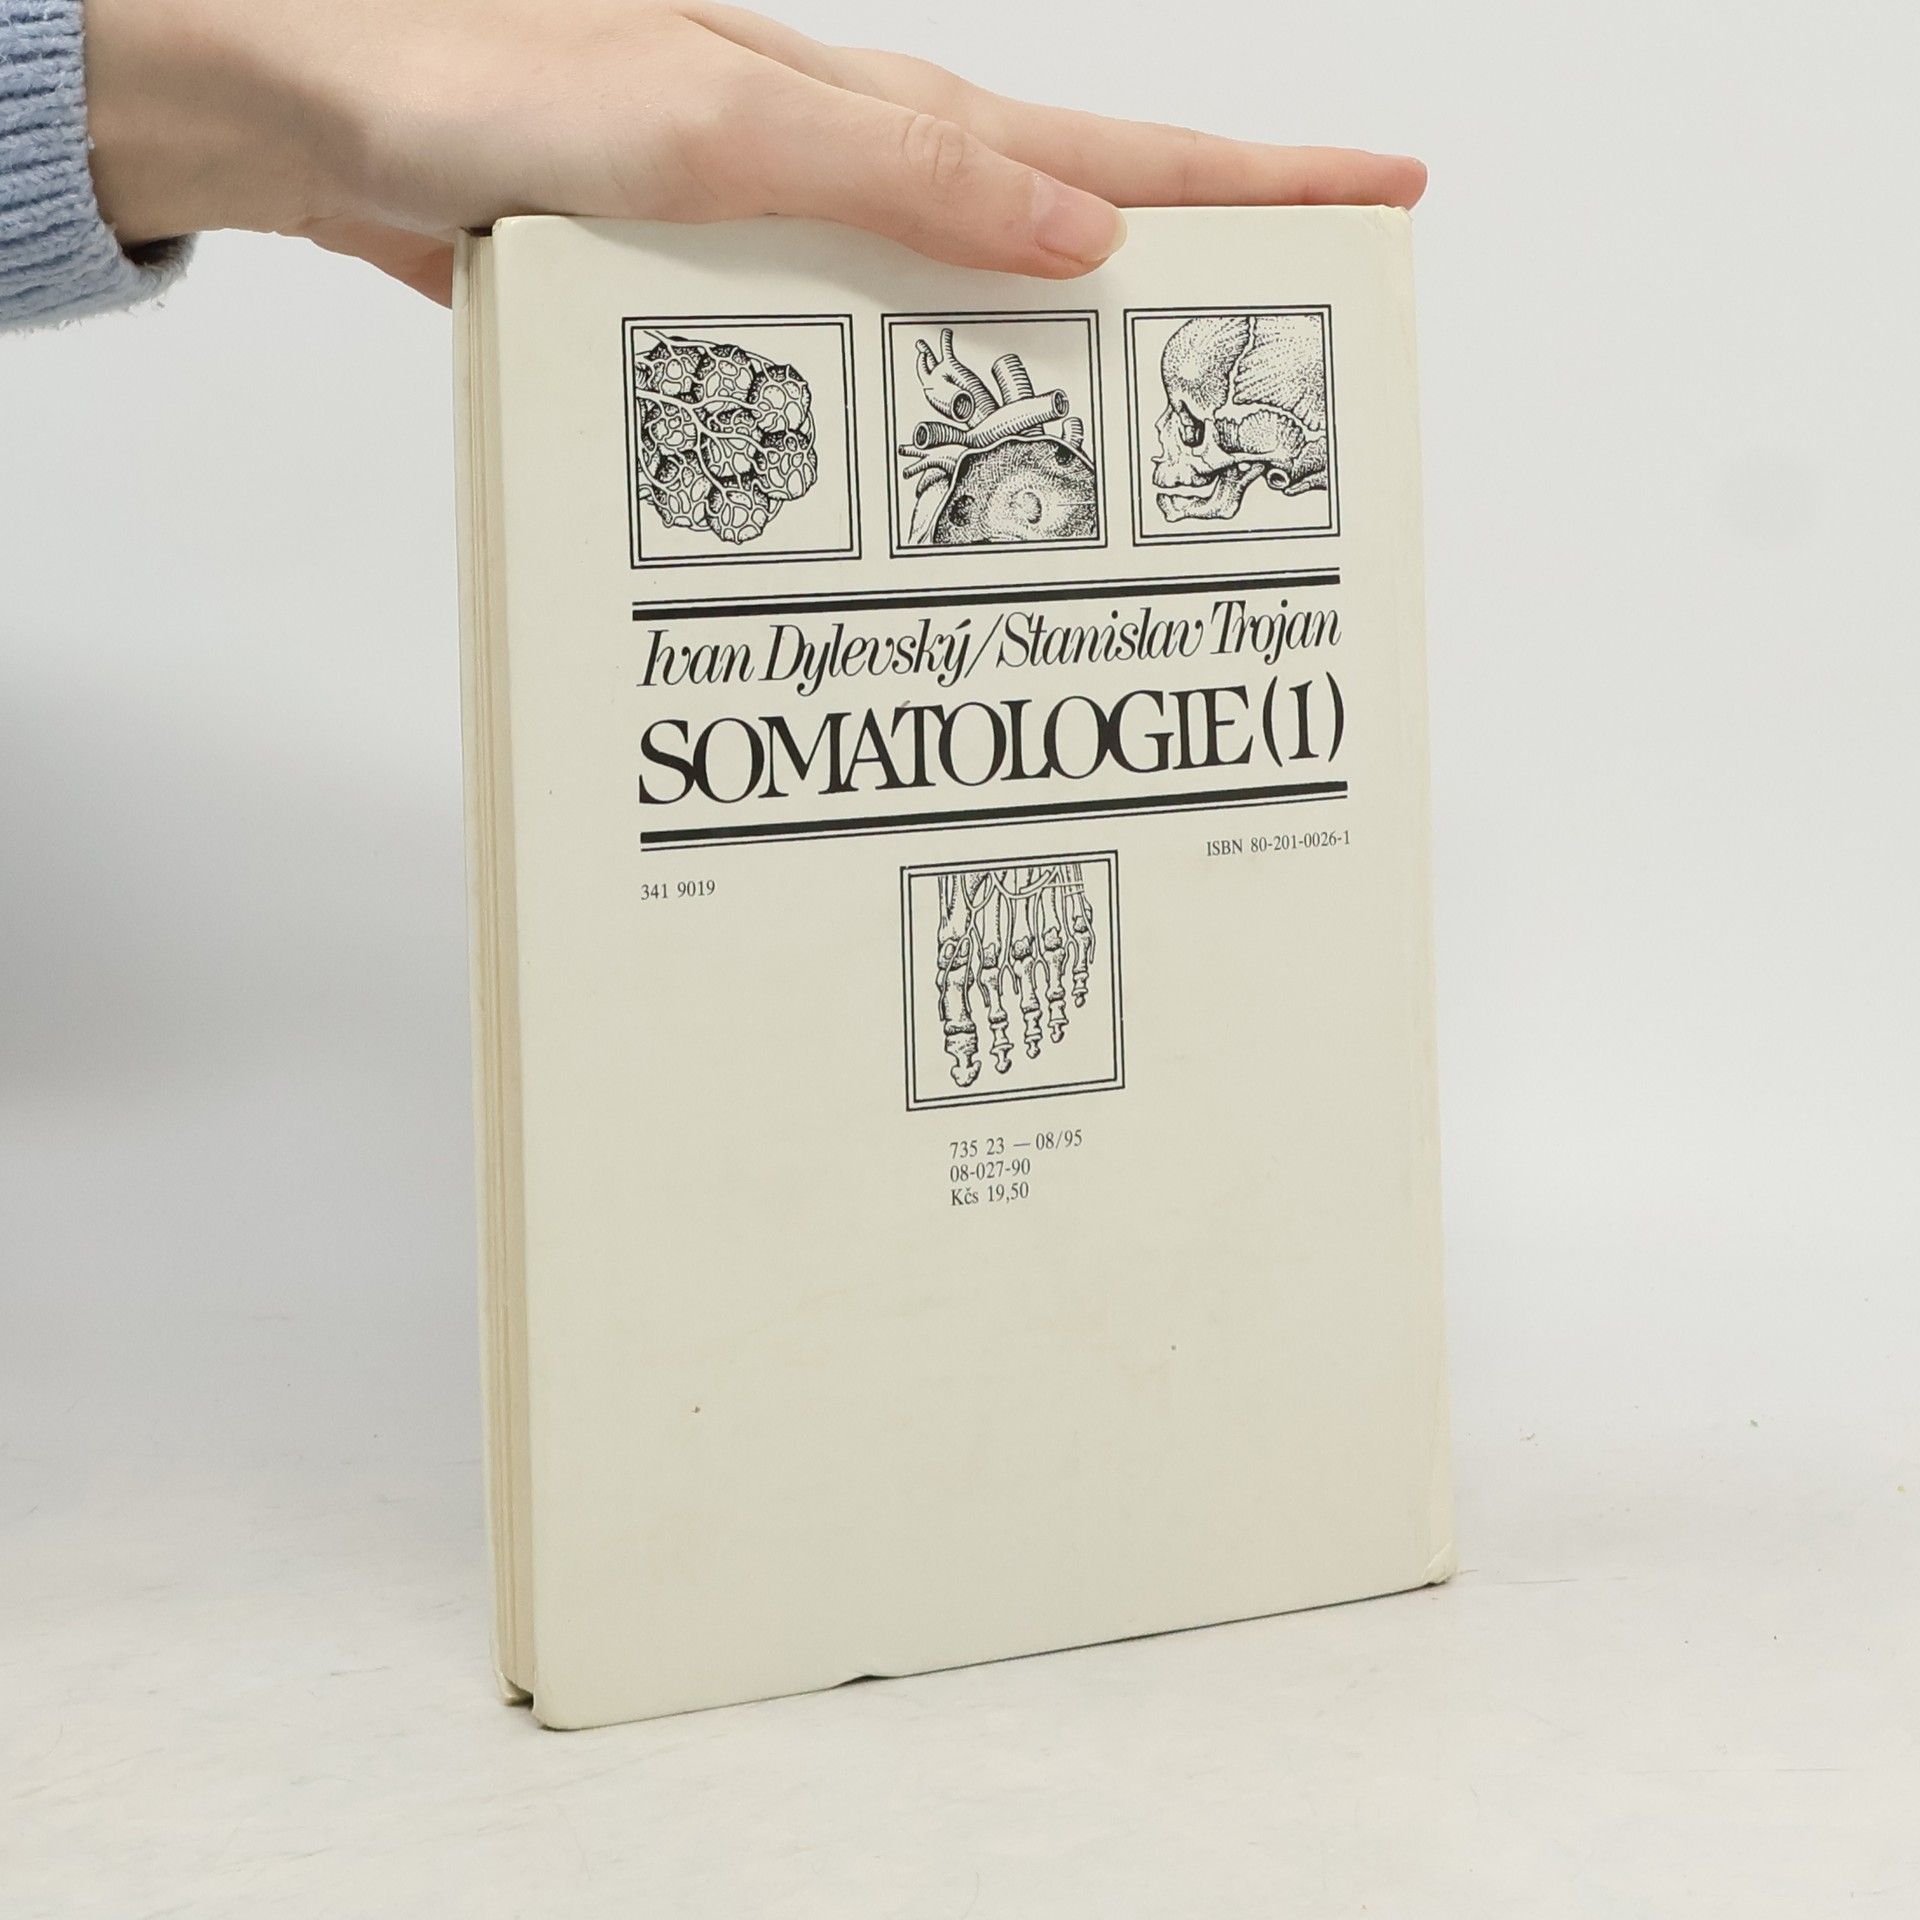 Ivan Dylevský/Stanislav Trojan
SOMATOLOGIE(1)
ISBN 80-201-0026-1
341 9019
735 23 — 08/95
08-027-90
Kčs 19,50